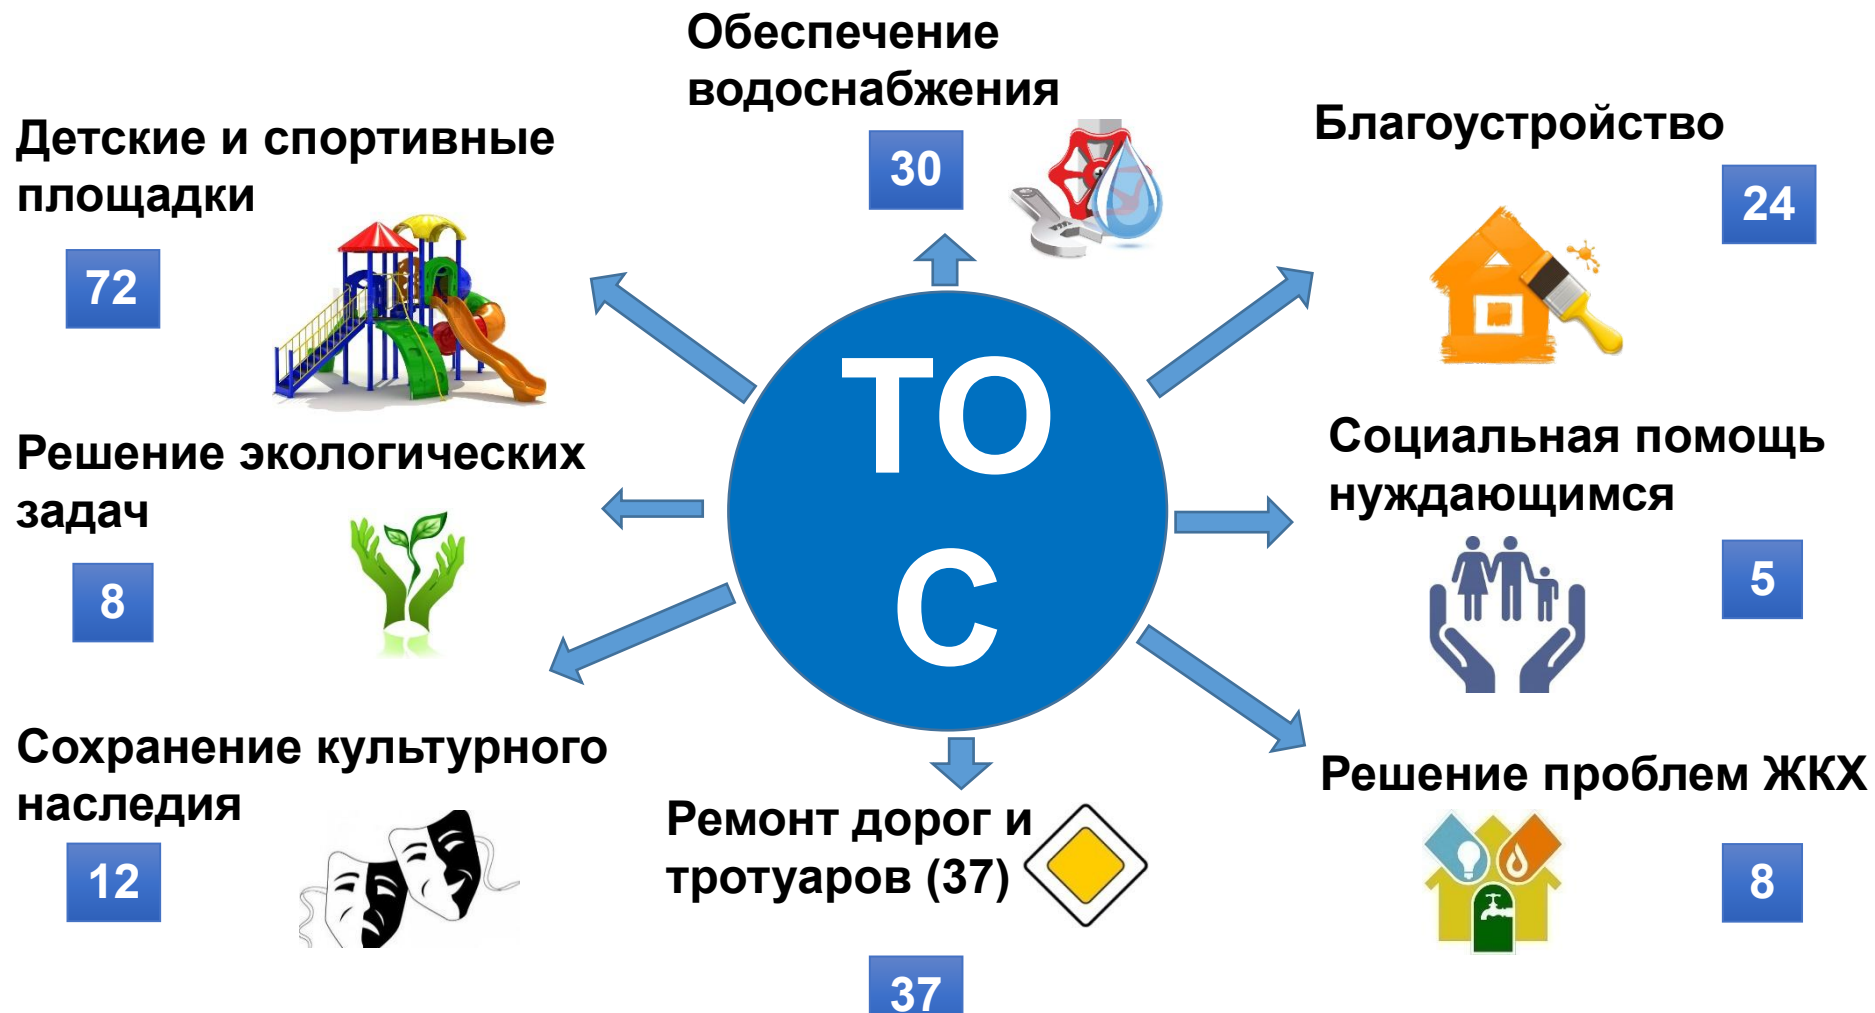 Обеспечение
водоснабжения
30
Детские и спортивные
площадки
72
Благоустройство
24
ТО
С
Решение экологических
задач
8
Социальная помощь
нуждающимся
5
Сохранение культурного
наследия
12
Ремонт дорог и
тротуаров (37)
37
Решение проблем ЖКХ
8